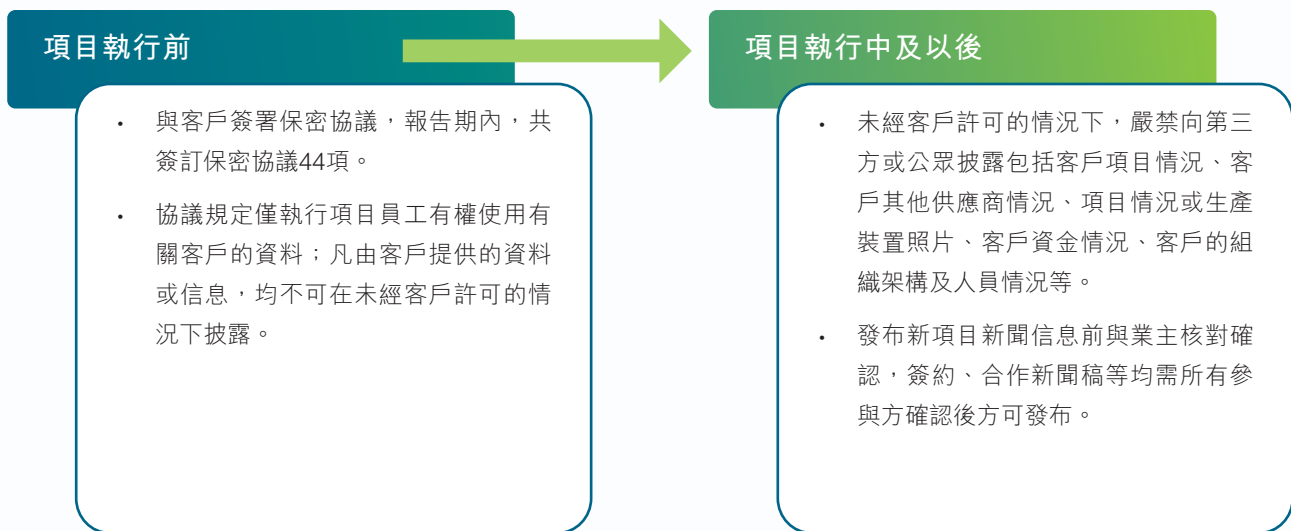 項目執行前
• 與客戶簽署保密協議，報告期內，共
簽訂保密協議44項。
• 協議規定僅執行項目員工有權使用有
關客戶的資料；凡由客戶提供的資料
或信息，均不可在未經客戶許可的情
況下披露。
項目執行中及以後
• 未經客戶許可的情況下，嚴禁向第三
方或公眾披露包括客戶項目情況、客
戶其他供應商情況、項目情況或生產
裝置照片、客戶資金情況、客戶的組
織架構及人員情況等。
• 發布新項目新聞信息前與業主核對確
認，簽約、合作新聞稿等均需所有參
與方確認後方可發布。